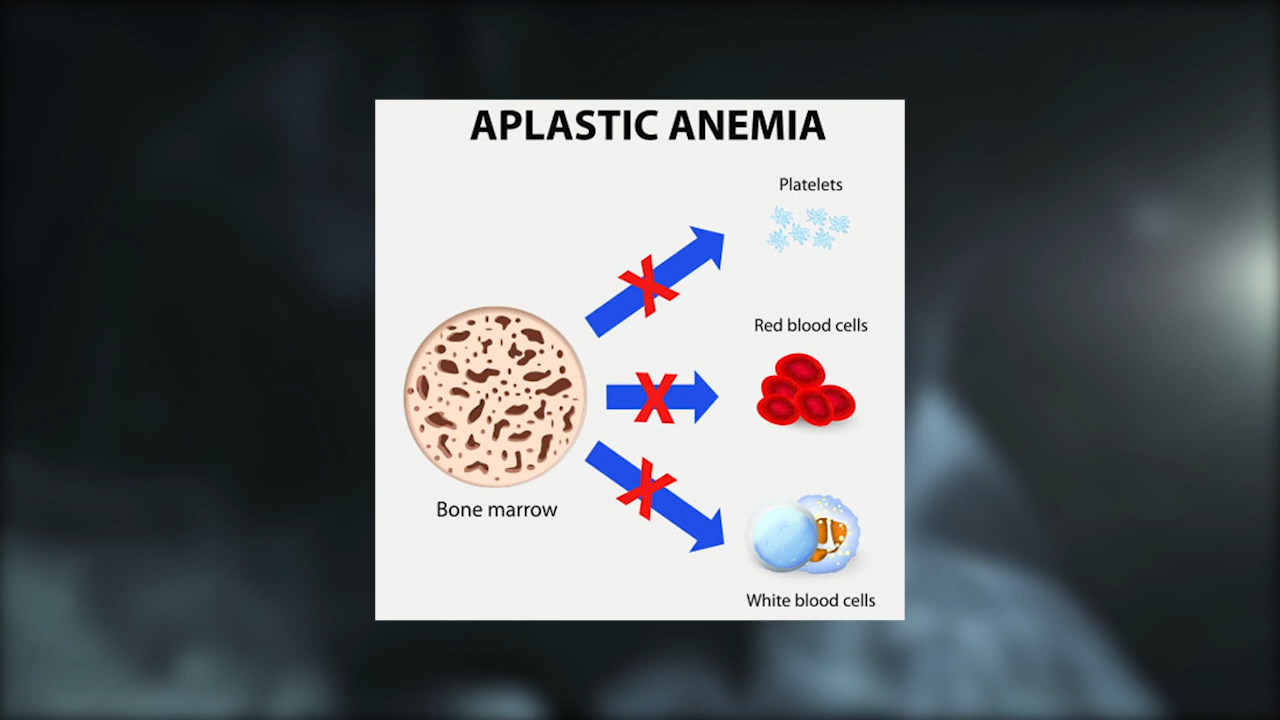 APLASTIC ANEMIA
Platelets
Red blood cells
Bone marrow
White blood cells